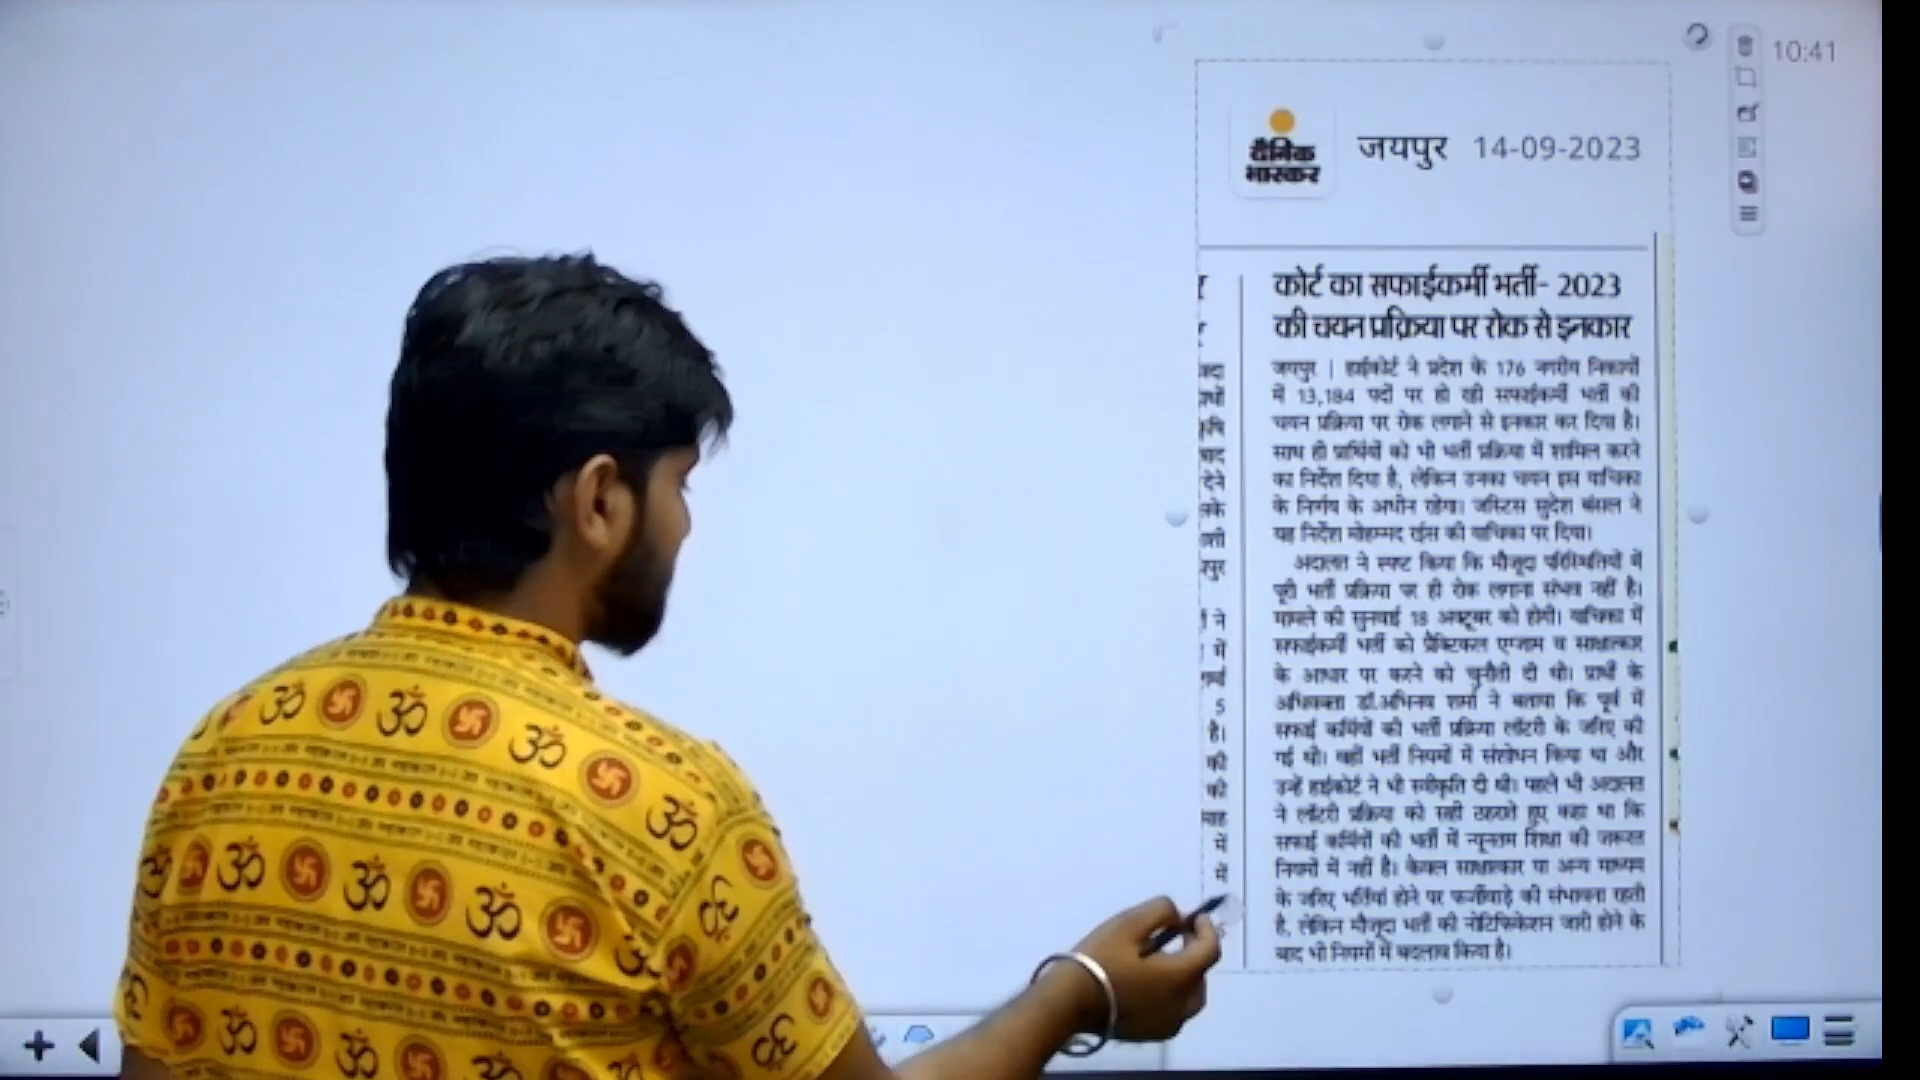 10:41
दैनिक
भास्कर
जयपुर 14-09-2023
कोर्ट का सफाईकर्मी भर्ती- 2023
की चयन प्रक्रिया पर रोक से इनकार
जयपुर | हाईकोर्ट ने प्रदेश के 176 नगरीय निकायों
में 13,184 पदों पर हो रही सफाईकर्मी भर्ती की
चयन प्रक्रिया पर रोक लगाने से इनकार कर दिया है।
साथ ही प्रार्थियों को भी भर्ती प्रक्रिया में शामिल करने
का निर्देश दिया है, लेकिन उनका चयन इस याचिका
के निर्णय के अधीन रहेगा। जस्टिस सुदेश बंसल ने
यह निर्देश मोहम्मद रईस की याचिका पर दिया।
अदालत ने स्पष्ट किया कि मौजूदा परिस्थितियों में
पूरी भर्ती प्रक्रिया पर ही रोक लगाना संभव नहीं है।
मामले की सुनवाई 18 अक्टूबर को होगी। याचिका में
सफाईकर्मी भर्ती को प्रैक्टिकल एग्जाम व साक्षात्कार
के आधार पर करने को चुनौती दी थी। प्रार्थी के
अधिवक्ता डॉ.अभिनव शर्मा ने बताया कि पूर्व में
सफाई कर्मियों की भर्ती प्रक्रिया लॉटरी के जरिए की
गई थी। वहीं भर्ती नियमों में संशोधन किया था और
उन्हें हाईकोर्ट ने भी स्वीकृति दी थी। पहले भी अदालत
ने लॉटरी प्रक्रिया को सही ठहराते हुए कहा था कि
सफाई कर्मियों की भर्ती में न्यूनतम शिक्षा की जरूरत
नियमों में नहीं है। केवल साक्षात्कार या अन्य माध्यम
के जरिए भर्तियां होने पर फर्जीवाड़े की संभावना रहती
है, लेकिन मौजूदा भर्ती की नोटिफिकेशन जारी होने के
बाद भी नियमों में बदलाव किया है।
ॐ ॐ ॐ ॐ
ॐ ॐ ॐ ॐ
ॐ ॐ